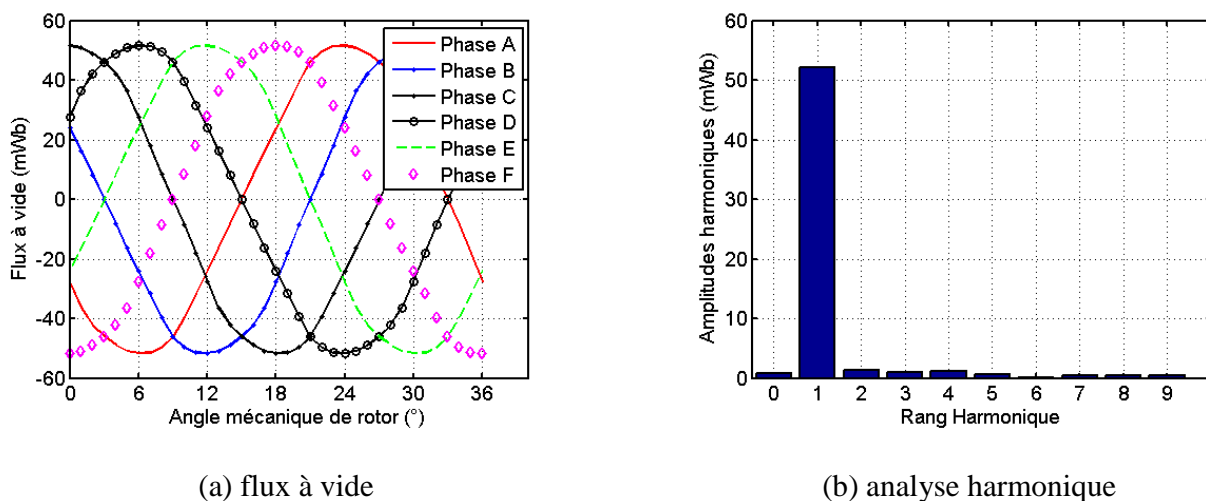 60
40
20
0
-20
-40
-60
0 6 12 18 24 30 36
Flux à vide (mWb)
Angle mécanique de rotor (°)
Phase A
Phase B
Phase C
Phase D
Phase E
Phase F
(a) flux à vide
60
50
40
30
20
10
0
0 1 2 3 4 5 6 7 8 9
Amplitudes harmoniques (mWb)
Rang Harmonique
(b) analyse harmonique